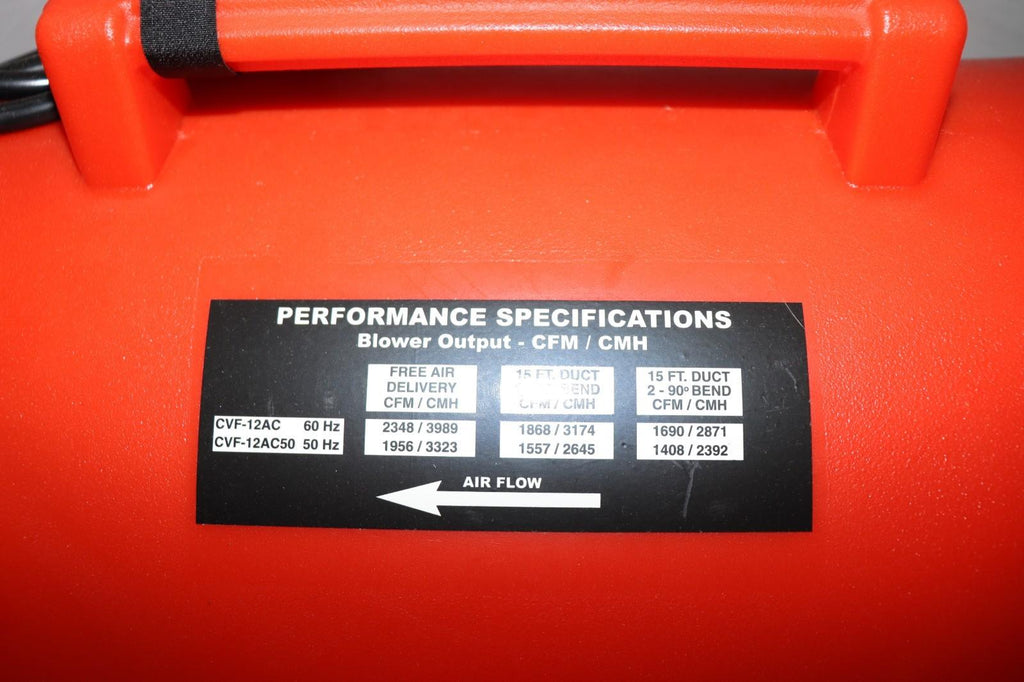 PERFORMANCE SPECIFICATIONS
Blower Output - CFM / CMH
FREE AIR
DELIVERY
CFM / CMH
15 FT. DUCT
BEND
CFM / CMH
15 FT. DUCT
2 - 90º BEND
CFM / CMH
CVF-12AC 60 Hz 2348 / 3989 1868 / 3174 1690 / 2871
CVF-12AC50 50 Hz 1956 / 3323 1557 / 2645 1408 / 2392
AIR FLOW